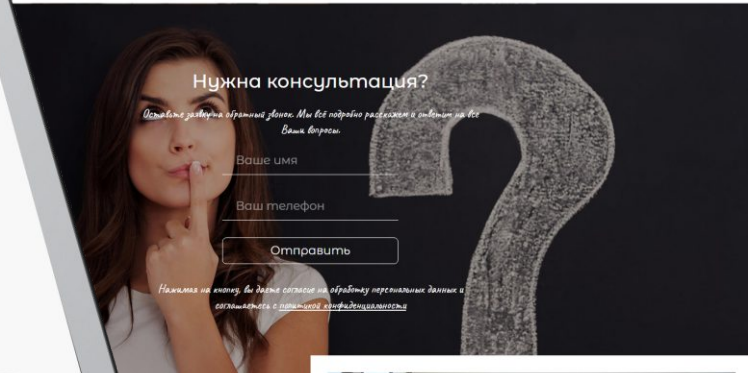 Нужна консультация?
Оставьте заявку на обратный звонок. Мы всё подробно расскажем и ответим на все
Ваши вопросы.
Ваше имя
Ваш телефон
Отправить
Нажимая на кнопку, вы даете согласие на обработку персональных данных и
соглашаетесь с политикой конфиденциальности